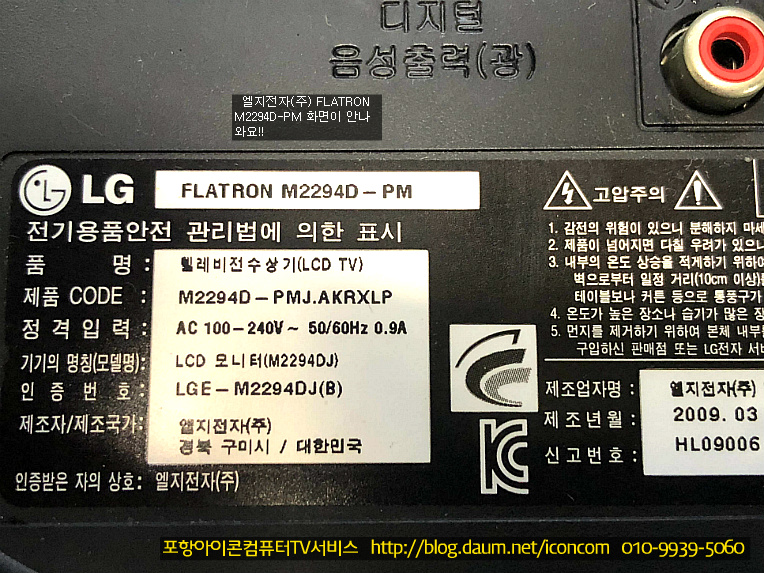 디지털
음성출력(광)
엘지전자(주) FLATRON
M2294D-PM 화면이 안나
와요!!
LG FLATRON M2294D-PM
전기용품안전 관리법에 의한 표시
품 명 : 텔레비전수상기(LCD TV)
제품 CODE : M2294D-PMJ.AKRXLP
정격입력 : AC 100-240V~ 50/60Hz 0.9A
기기의 명칭(모델명): LCD 모니터(M2294DJ)
인증번호: LGE-M2294DJ(B)
제조자/제조국가: 엘지전자(주)
경북 구미시 / 대한민국
인증받은 자의 상호: 엘지전자(주)
고압주의
1. 감전의 위험이 있으니 분해하지 마세
2. 제품이 넘어지면 다칠 우려가 있으니
3. 내부의 온도 상승을 적게하기 위하여
벽으로부터 일정 거리(10cm 이상)를
테이블보나 커튼 등으로 통풍구가
4. 온도가 높은 장소나 습기가 많은 장
5. 먼지를 제거하기 위하여 본체 내부를
구입하신 판매점 또는 LG전자 서비
제조업자명 : 엘지전자(주)
제조년월 : 2009. 03
신고번호 : HL09006
포항아이콘컴퓨터TV서비스 http://blog.daum.net/iconcom 010-9939-5060